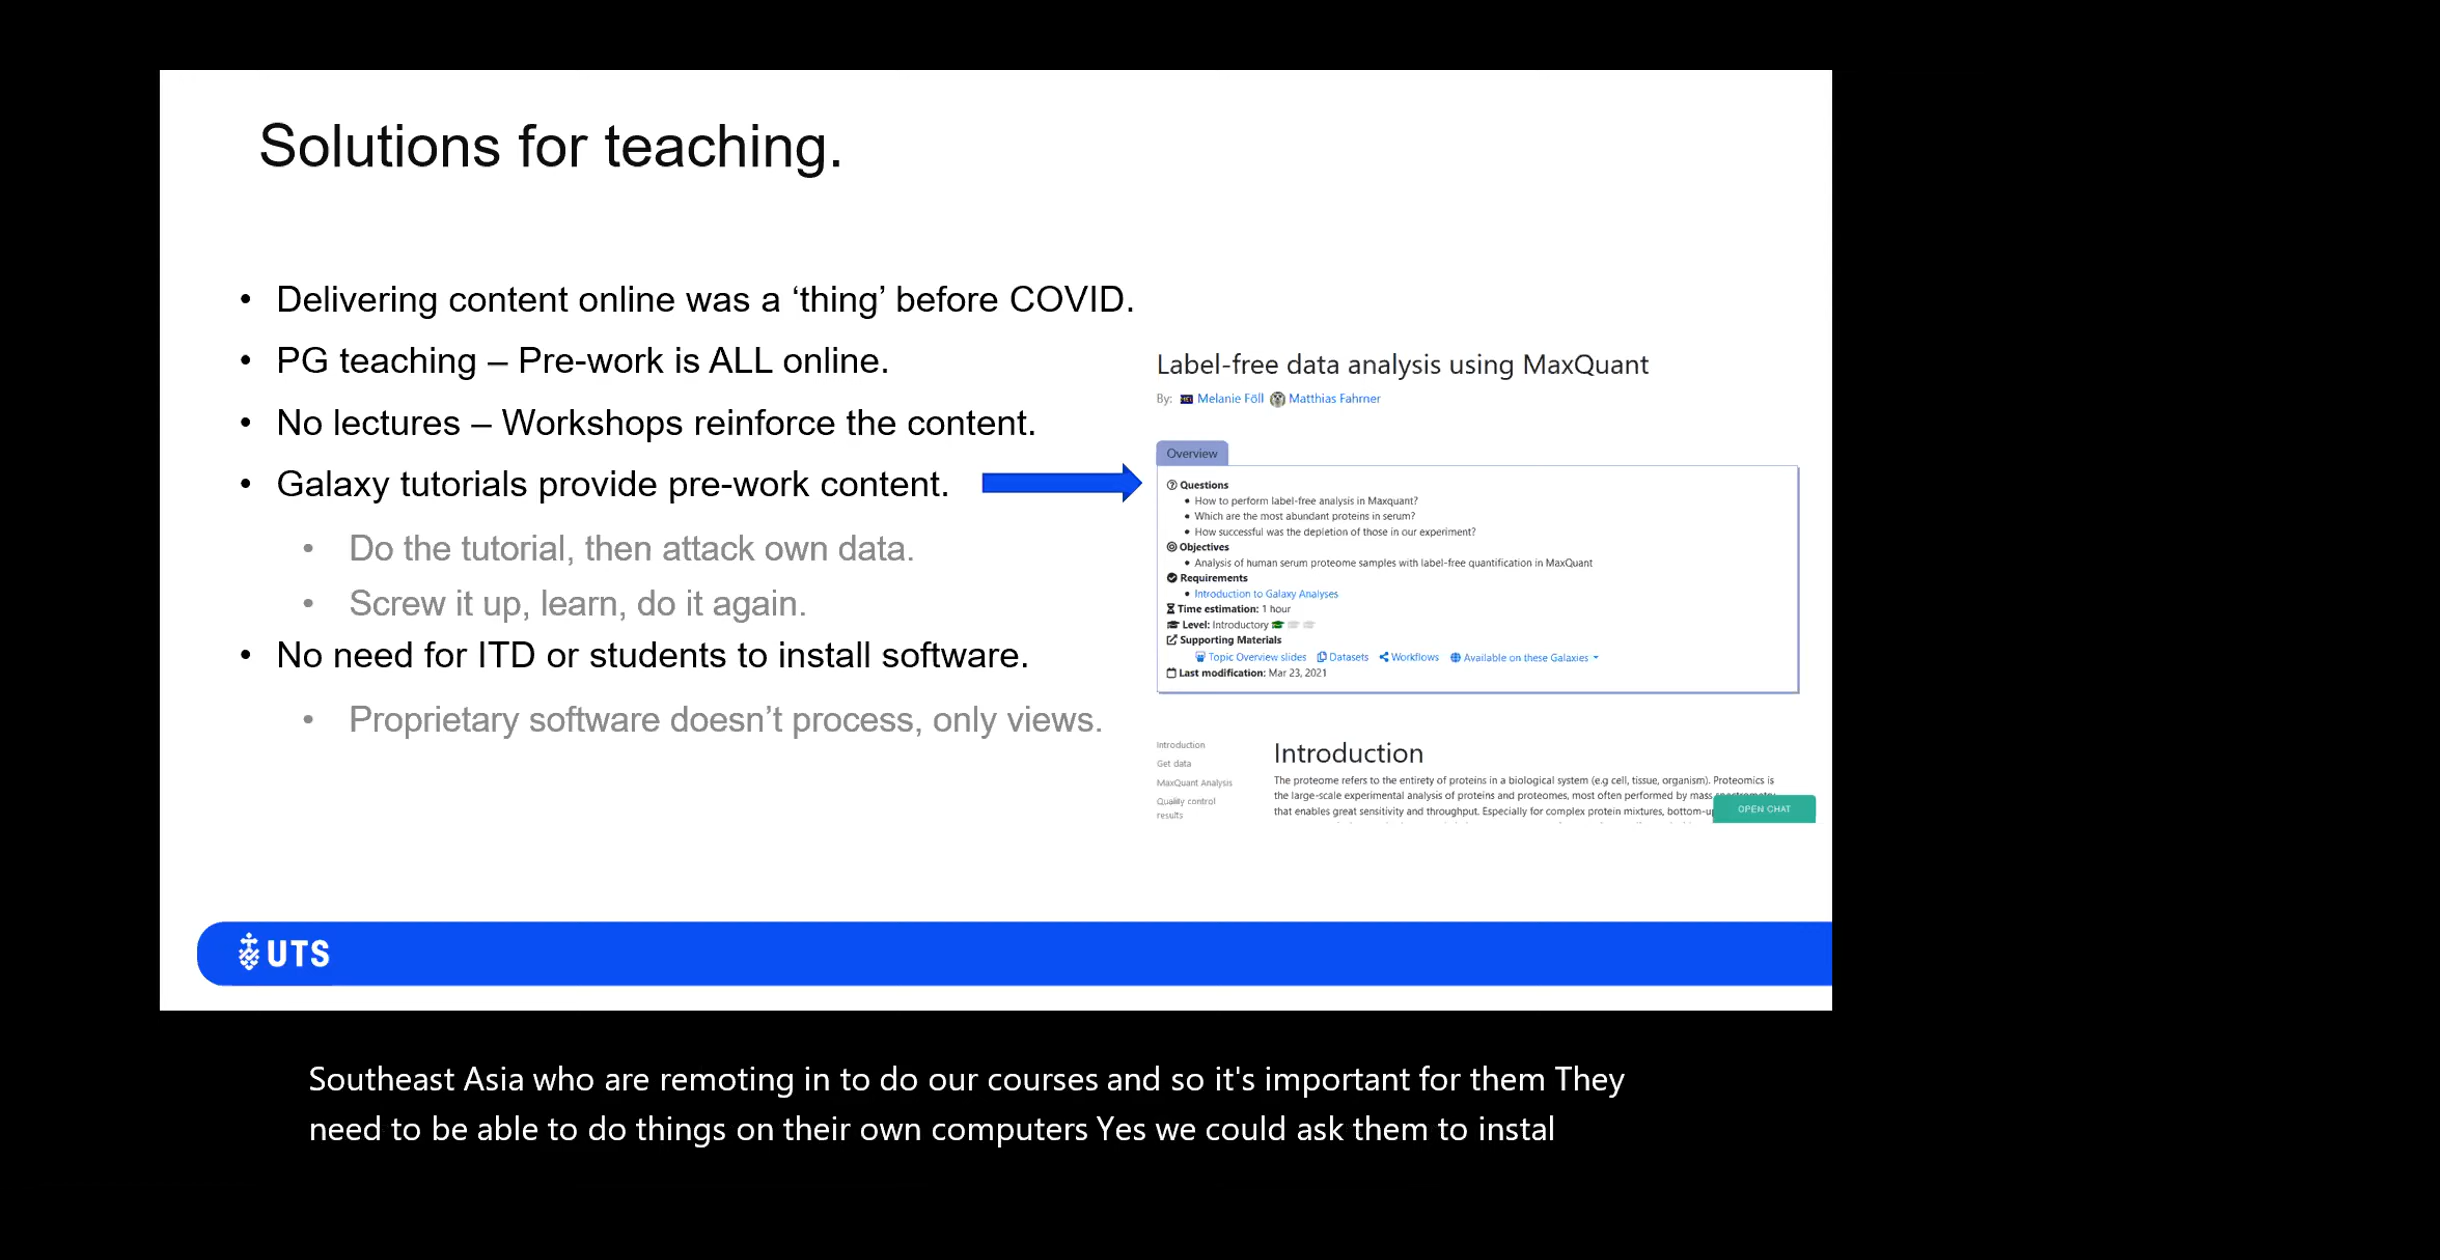 Solutions for teaching.
• Delivering content online was a ‘thing’ before COVID.
• PG teaching – Pre-work is ALL online.
• No lectures – Workshops reinforce the content.
• Galaxy tutorials provide pre-work content.
• Do the tutorial, then attack own data.
• Screw it up, learn, do it again.
• No need for ITD or students to install software.
• Proprietary software doesn’t process, only views.
Label-free data analysis using MaxQuant
By: Melanie Föll Matthias Fahrner
Overview
Questions
• How to perform label-free analysis in Maxquant?
• Which are the most abundant proteins in serum?
• How successful was the depletion of those in our experiment?
Objectives
• Analysis of human serum proteome samples with label-free quantification in MaxQuant
Requirements
• Introduction to Galaxy Analyses
Time estimation: 1 hour
Level: Introductory
Supporting Materials
Topic Overview slides Datasets Workflows Available on these Galaxies
Last modification: Mar 23, 2021
Introduction
Get data
MaxQuant Analysis
Quality control
results
Introduction
The proteome refers to the entirety of proteins in a biological system (e.g cell, tissue, organism). Proteomics is
the large-scale experimental analysis of proteins and proteomes, most often performed by mass spectrometry
that enables great sensitivity and throughput. Especially for complex protein mixtures, bottom-u
OPEN CHAT
UTS
Southeast Asia who are remoting in to do our courses and so it's important for them They
need to be able to do things on their own computers Yes we could ask them to instal